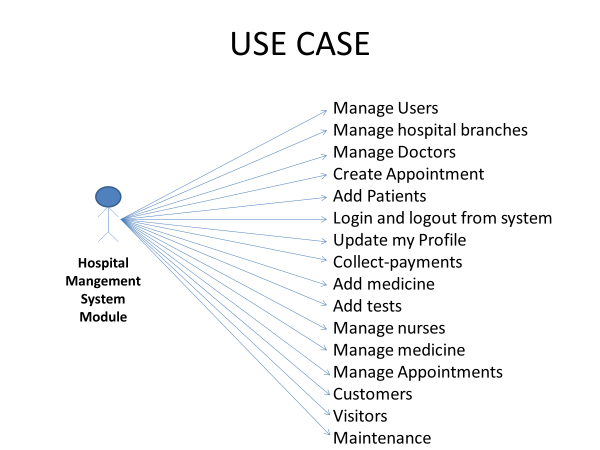 USE CASE
Manage Users
Manage hospital branches
Manage Doctors
Create Appointment
Add Patients
Login and logout from system
Update my Profile
Collect-payments
Add medicine
Add tests
Manage nurses
Manage medicine
Manage Appointments
Customers
Visitors
Maintenance
Hospital
Mangement
System
Module